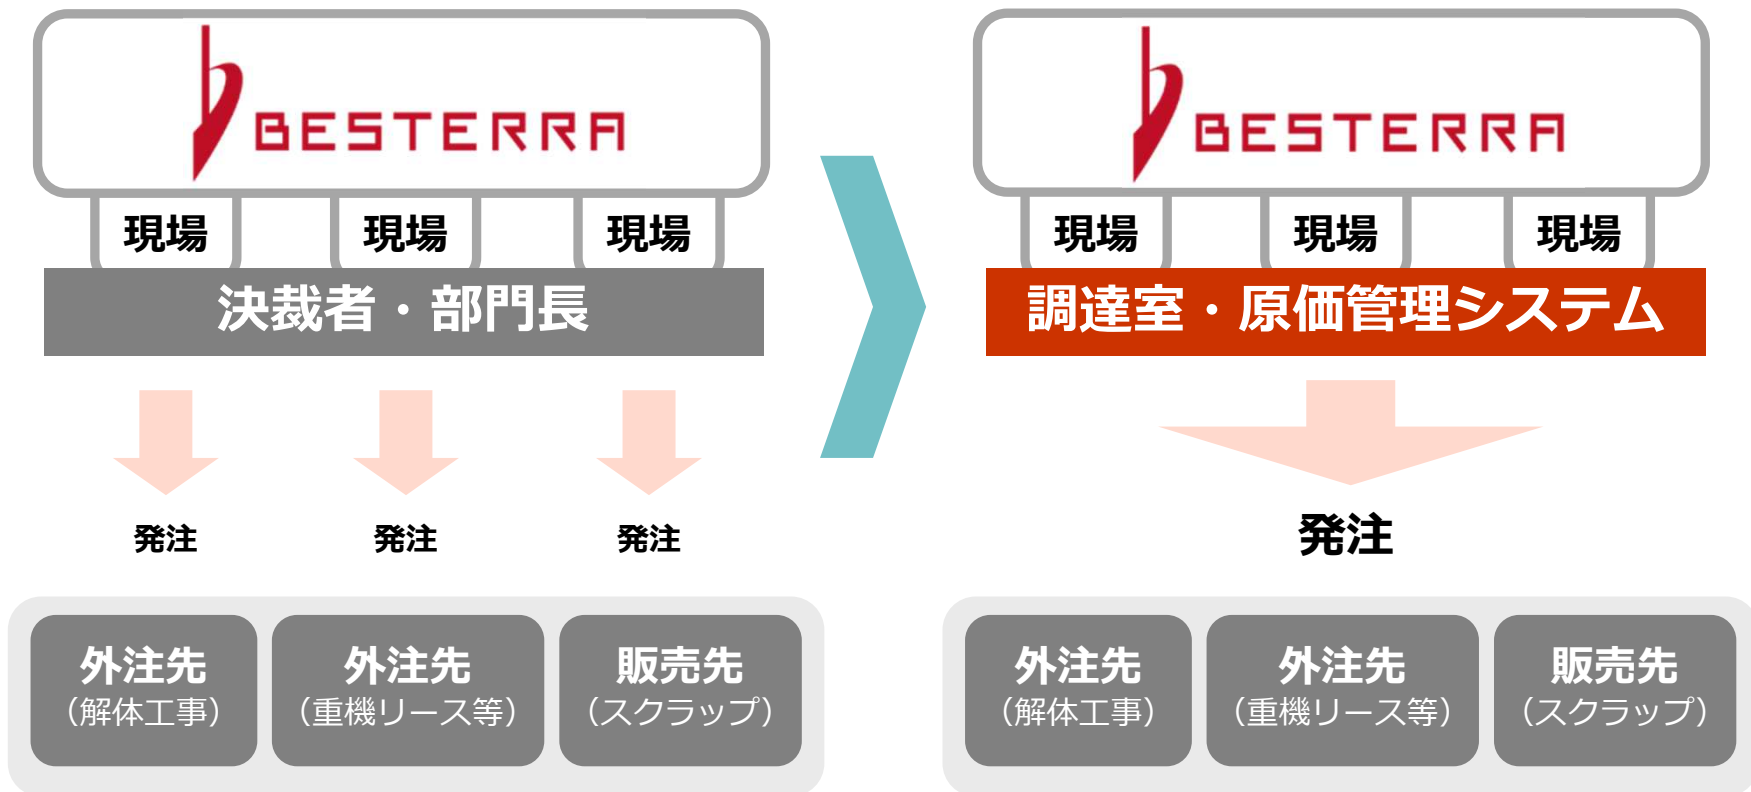 BESTERRA
現場 現場 現場
決裁者・部門長
発注 発注 発注
外注先 外注先 販売先
（解体工事） （重機リース等） （スクラップ）
BESTERRA
現場 現場 現場
調達室・原価管理システム
発注
外注先 外注先 販売先
（解体工事） （重機リース等） （スクラップ）